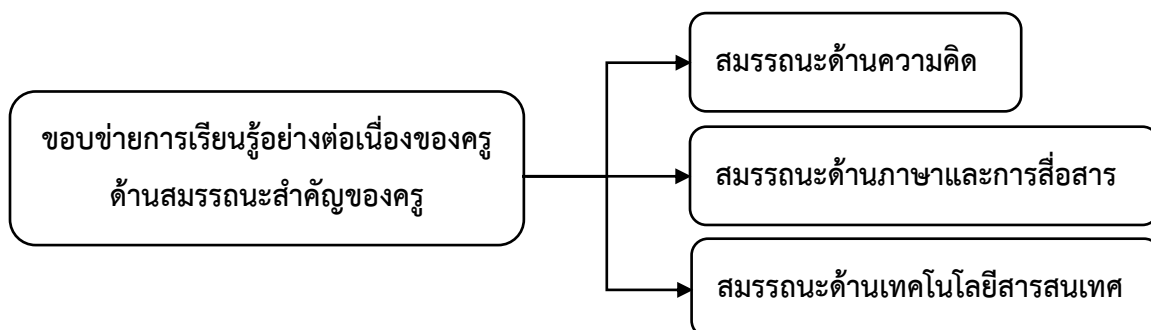 ขอบข่ายการเรียนรู้อย่างต่อเนื่องของครู
ด้านสมรรถนะสำคัญของครู
สมรรถนะด้านความคิด
สมรรถนะด้านภาษาและการสื่อสาร
สมรรถนะด้านเทคโนโลยีสารสนเทศ